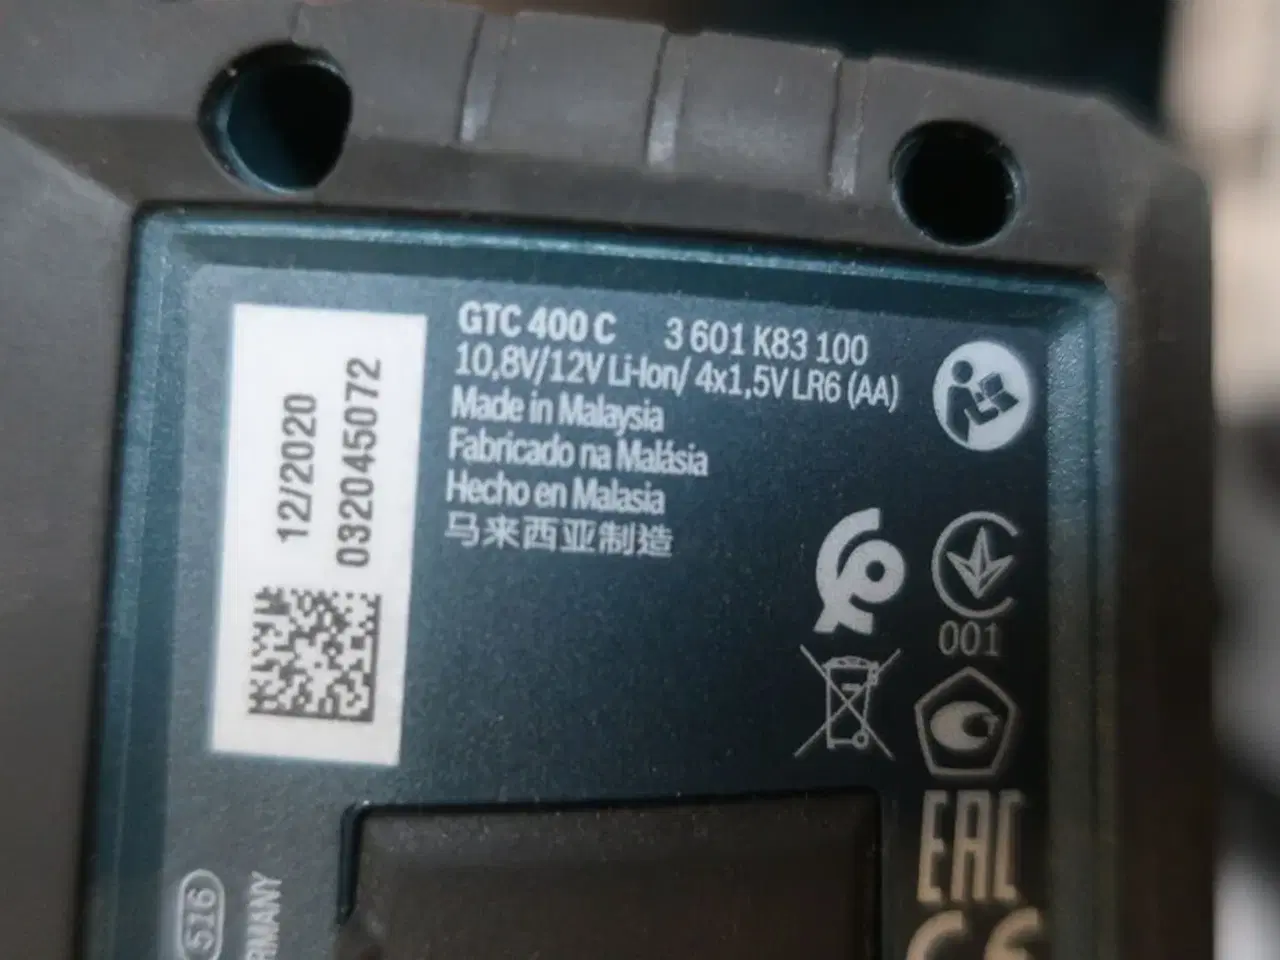 GTC 400 C 3 601 K83 100
10,8V/12V Li-Ion/ 4x1,5V LR6 (AA)
Made in Malaysia
Fabricado na Malásia
Hecho en Malasia
马来西亚制造
12/2020
032045072
001
EAC
CE
516
RMANY